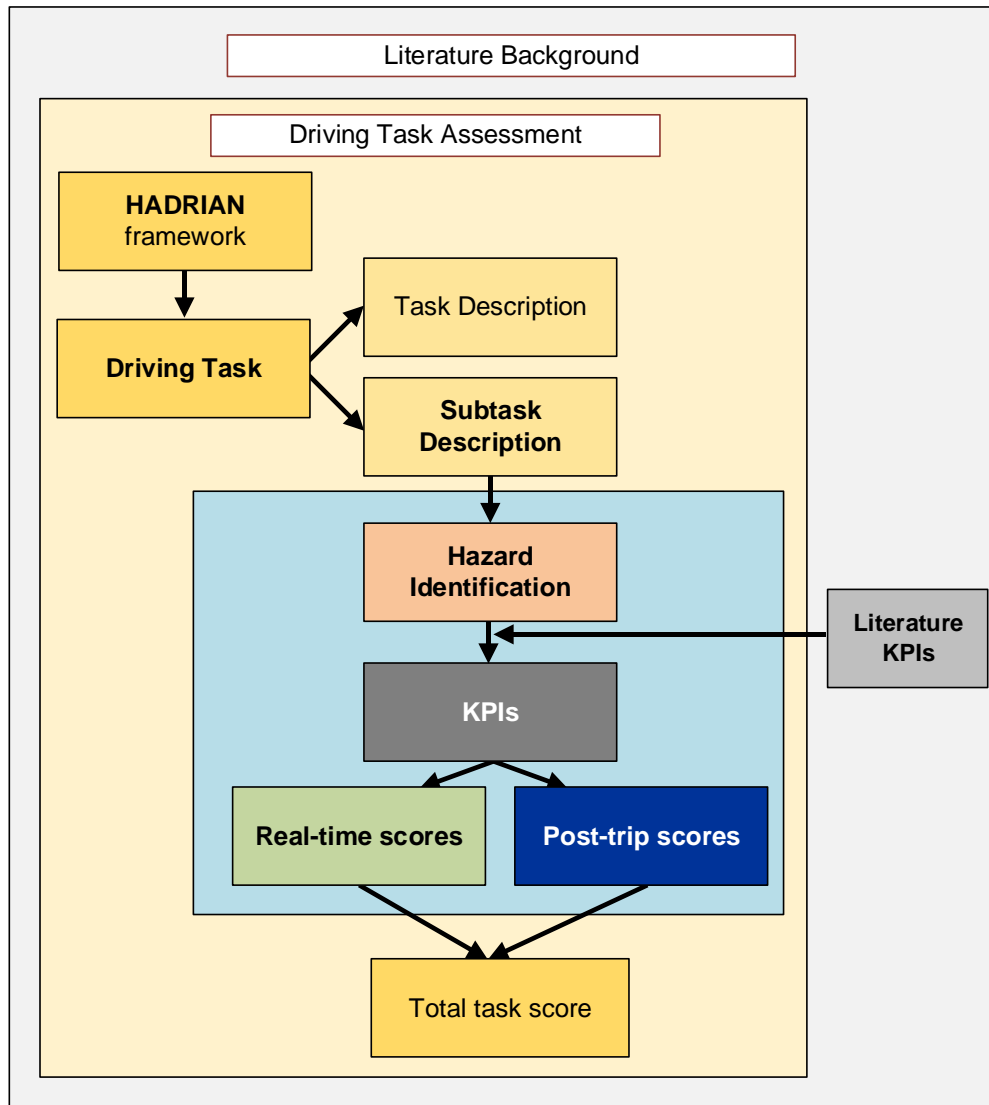 Literature Background
Driving Task Assessment
HADRIAN
framework
Task Description
Driving Task
Subtask
Description
Hazard
Identification
Literature
KPIs
KPIs
Real-time scores
Post-trip scores
Total task score